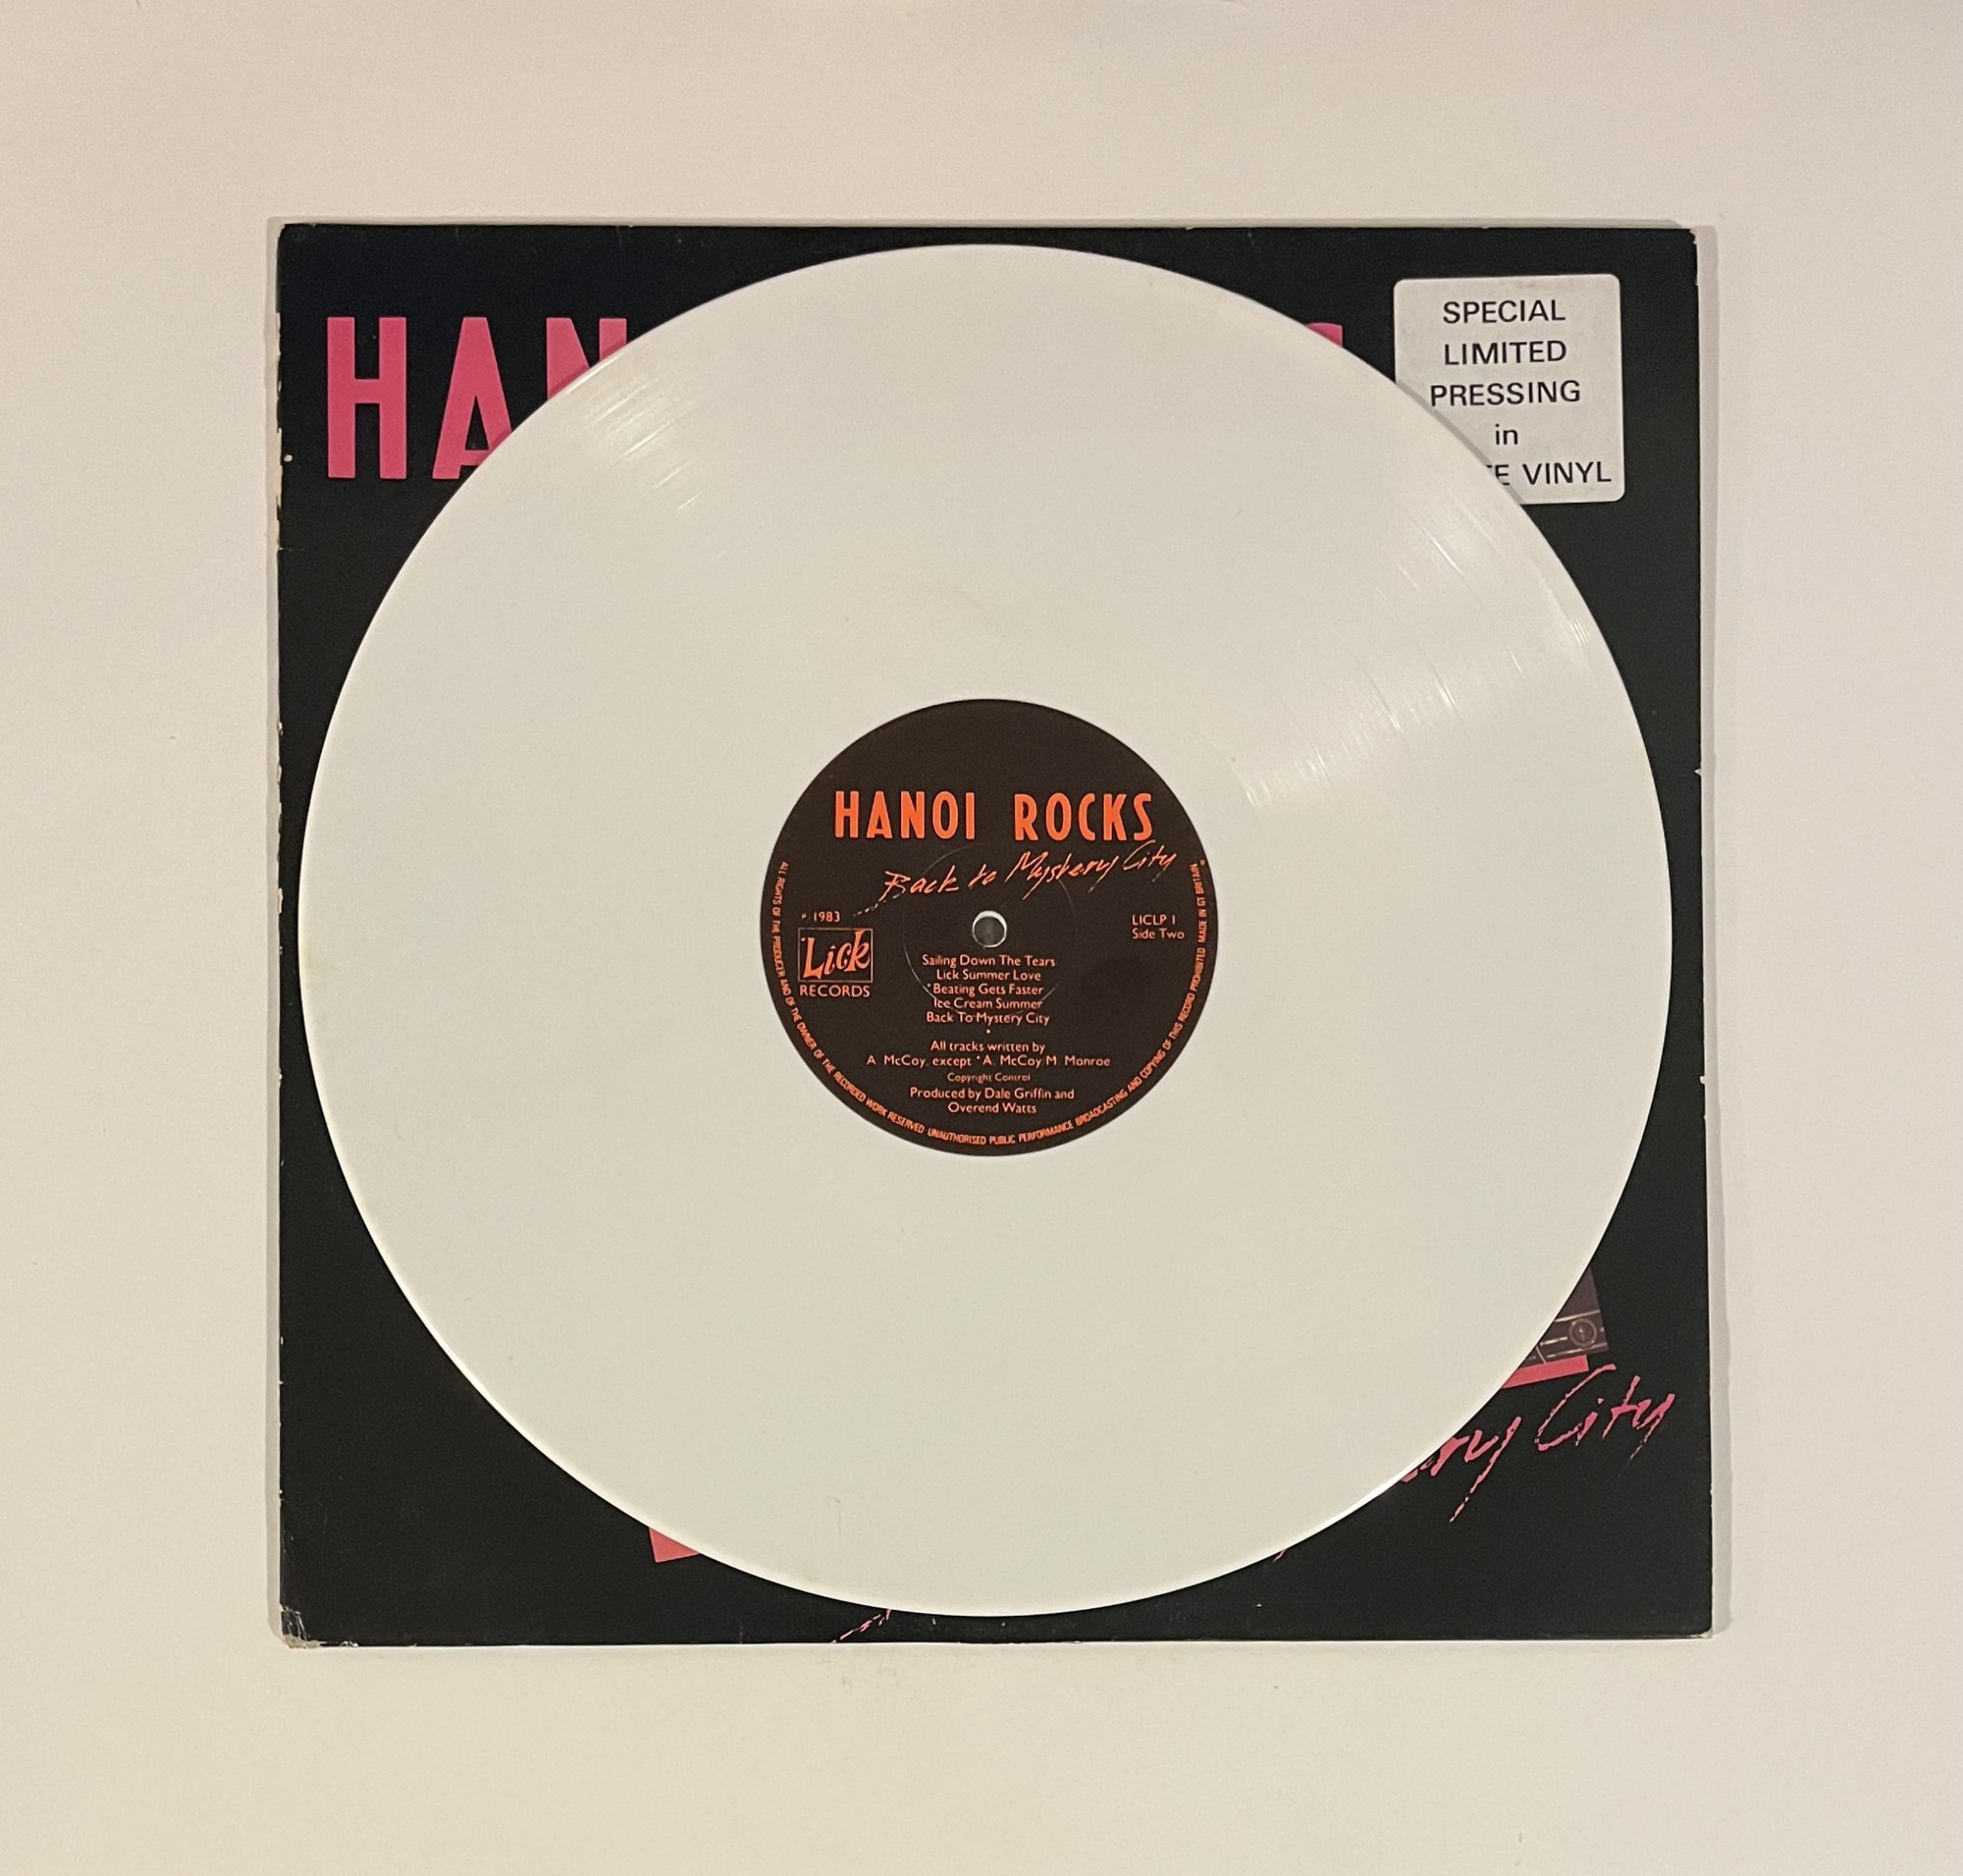 HAN
SPECIAL
LIMITED
PRESSING
in
E VINYL
HANOI ROCKS
Back to Mystery City
℗ 1983
LICLP 1
Side Two
Lick
RECORDS
Sailing Down The Tears
Lick Summer Love
*Beating Gets Faster
Ice Cream Summer
Back To Mystery City
*
All tracks written by
A. McCoy, except *A. McCoy/M. Monroe
Copyright Control
Produced by Dale Griffin and
Overend Watts
ALL RIGHTS OF THE PRODUCER AND OF THE OWNER OF THE RECORDED WORK RESERVED UNAUTHORISED PUBLIC PERFORMANCE BROADCASTING AND COPYING OF THIS RECORD PROHIBITED MADE IN GT BRITAIN
ery City